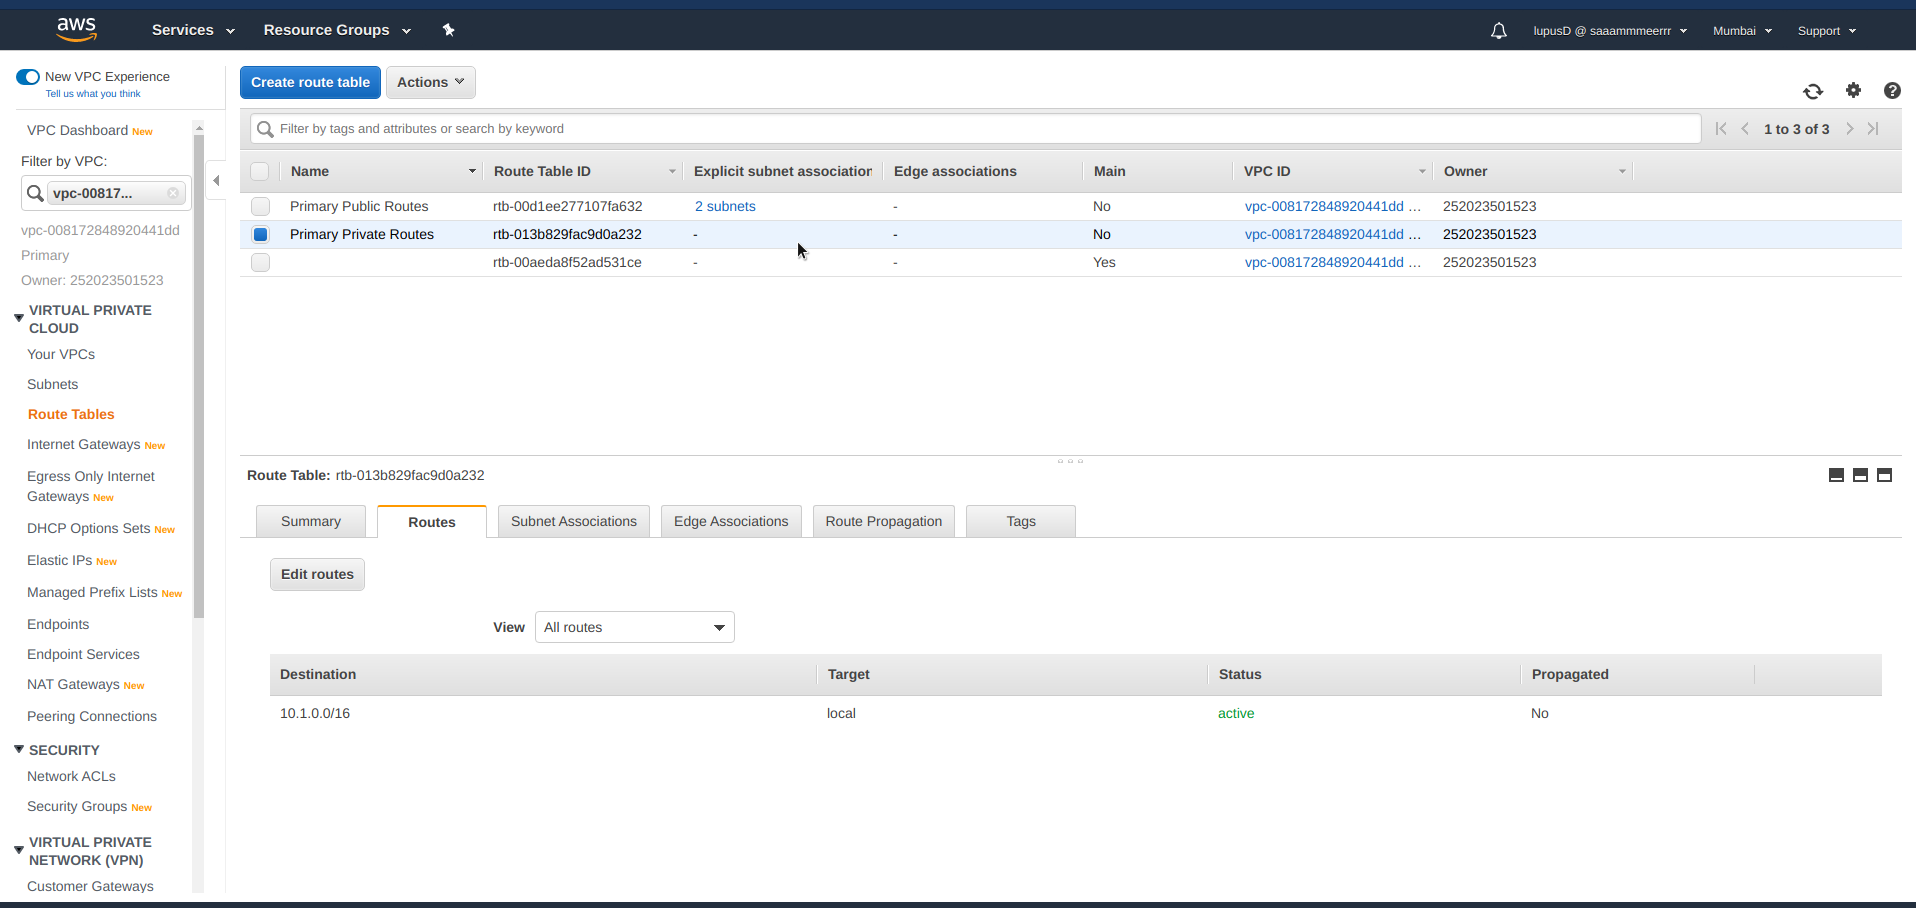 aws
Services
Resource Groups
lupusD @ saaammmeerrr
Mumbai
Support
New VPC Experience
Tell us what you think
VPC Dashboard New
Filter by VPC:
vpc-00817...
vpc-008172848920441dd
Primary
Owner: 252023501523
VIRTUAL PRIVATE
CLOUD
Your VPCs
Subnets
Route Tables
Internet Gateways New
Egress Only Internet
Gateways New
DHCP Options Sets New
Elastic IPs New
Managed Prefix Lists New
Endpoints
Endpoint Services
NAT Gateways New
Peering Connections
SECURITY
Network ACLs
Security Groups New
VIRTUAL PRIVATE
NETWORK (VPN)
Customer Gateways
Create route table
Actions
Filter by tags and attributes or search by keyword
1 to 3 of 3
Name Route Table ID Explicit subnet association Edge associations Main VPC ID Owner
Primary Public Routes rtb-00d1ee277107fa632 2 subnets - No vpc-008172848920441dd ... 252023501523
Primary Private Routes rtb-013b829fac9d0a232 - - No vpc-008172848920441dd ... 252023501523
rtb-00aeda8f52ad531ce - - Yes vpc-008172848920441dd ... 252023501523
Route Table: rtb-013b829fac9d0a232
Summary Routes Subnet Associations Edge Associations Route Propagation Tags
Edit routes
View All routes
Destination Target Status Propagated
10.1.0.0/16 local active No